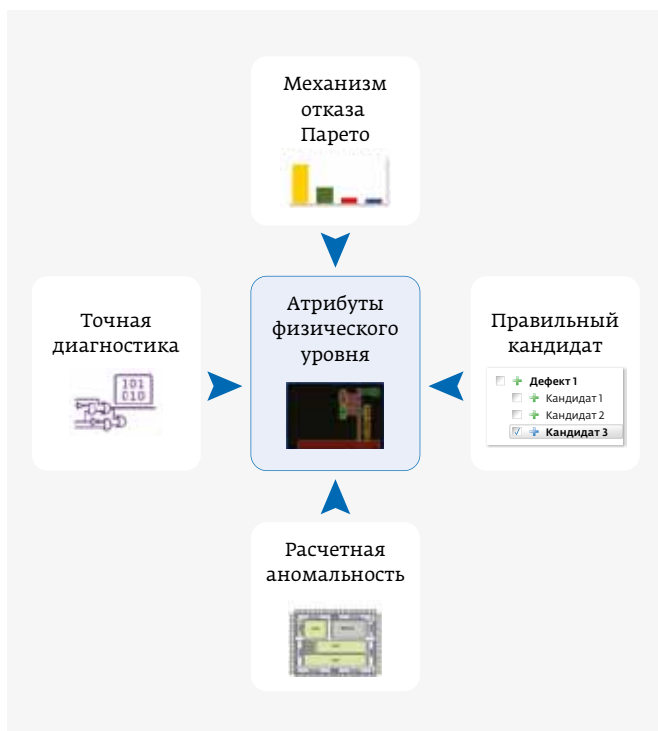 Механизм
отказа
Парето
Точная
диагностика
101
010
Атрибуты
физического
уровня
Правильный
кандидат
Дефект 1
Кандидат 1
Кандидат 2
Кандидат 3
Расчетная
аномальность